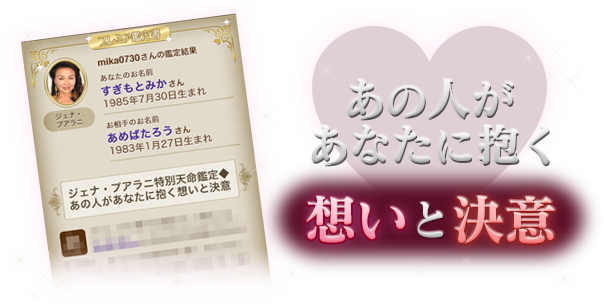 プレミア鑑定書
mika0730さんの鑑定結果
あなたのお名前
すぎもとみかさん
1985年7月30日生まれ
ジェナ・
プアラニ
お相手のお名前
あめばたろうさん
1983年1月27日生まれ
ジェナ・プアラニ特別天命鑑定◆
あの人があなたに抱く想いと決意
あの人が
あなたに抱く
想いと決意